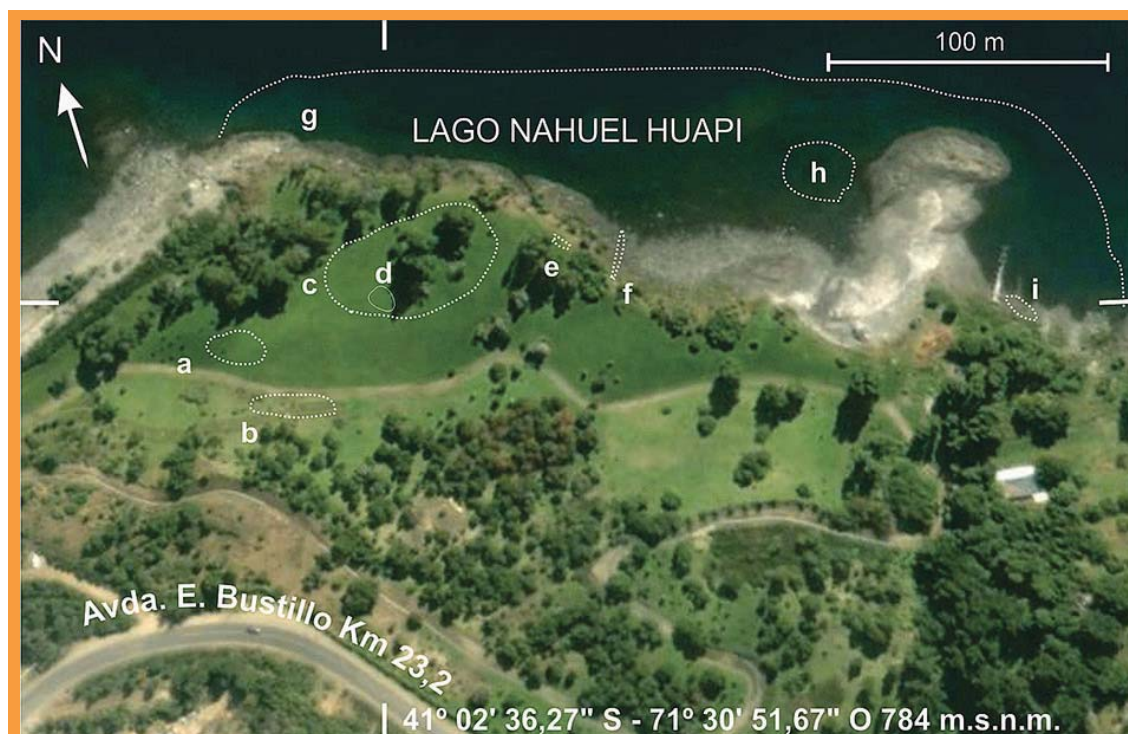 N
100 m
g
LAGO NAHUEL HUAPI
h
c
d
e
f
i
a
b
Avda. E. Bustillo Km 23,2
41º 02' 36,27" S - 71º 30' 51,67" O 784 m.s.n.m.